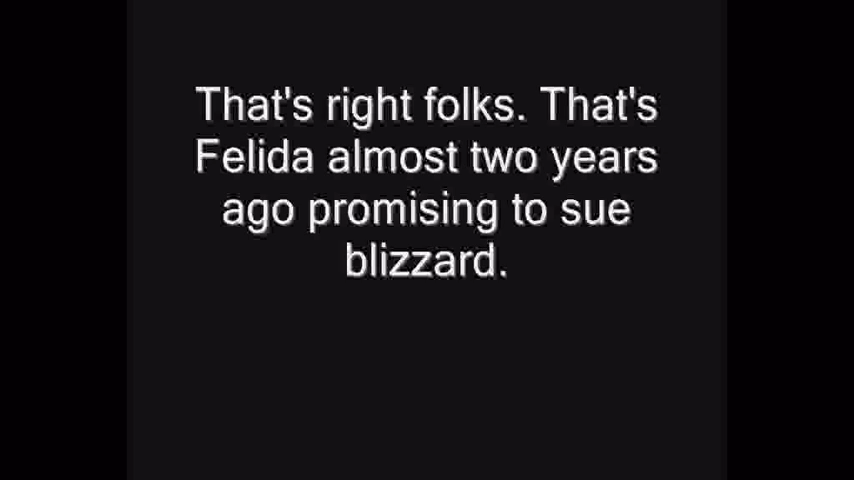 That's right folks. That's
Felida almost two years
ago promising to sue
blizzard.